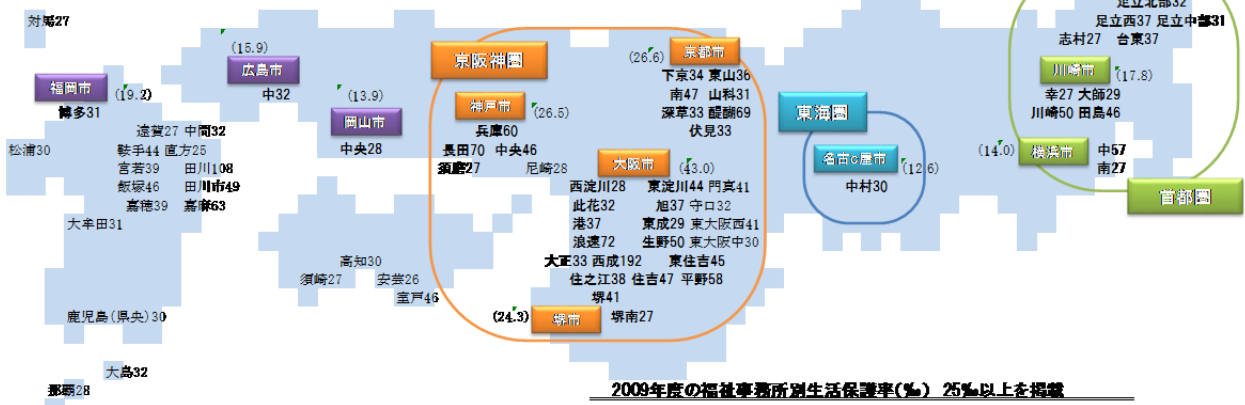 足立北部32
対馬27
足立西37 足立中部31
志村27 台東37
(15.9)
広島市
中32
京阪神圏
(26.6)
京都市
下京34 東山36
南47 山科31
深草33 醍醐69
伏見33
川崎市
(17.8)
幸27 大師29
川崎50 田島46
福岡市
(19.2)
博多31
(13.9)
岡山市
中央28
神戸市
(26.5)
兵庫60
長田70 中央46
須磨27 尼崎28
東海圏
名古屋市
(12.6)
中村30
(14.0)
横浜市
中57
南27
首都圏
遠賀27 中間32
松浦30
鞍手44 直方25
宮若39 田川108
飯塚46 田川市49
嘉穂39 嘉麻63
大牟田31
大阪市
(43.0)
西淀川28 東淀川44 門真41
此花32 旭37 守口32
港37 東成29 東大阪西41
浪速72 生野50 東大阪中30
大正33 西成192 東住吉45
住之江38 住吉47 平野58
堺41
(24.3)
堺市
堺南27
高知30
須崎27 安芸26
室戸46
鹿児島(県央)30
大島32
那覇28
2009年度の福祉事務所別生活保護率(‰) 25‰以上を掲載